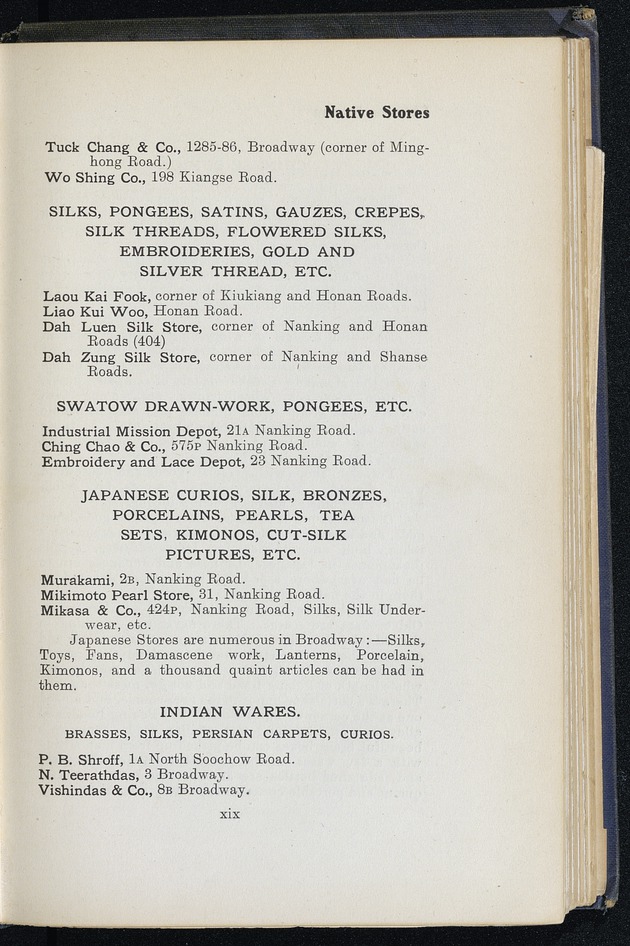 Native Stores
Tuck Chang & Co., 1285-86, Broadway (corner of Ming-
hong Road.)
Wo Shing Co., 198 Kiangse Road.
SILKS, PONGEES, SATINS, GAUZES, CREPES,
SILK THREADS, FLOWERED SILKS,
EMBROIDERIES, GOLD AND
SILVER THREAD, ETC.
Laou Kai Fook, corner of Kiukiang and Honan Roads.
Liao Kui Woo, Honan Road.
Dah Luen Silk Store, corner of Nanking and Honan
Roads (404)
Dah Zung Silk Store, corner of Nanking and Shanse
Roads.
SWATOW DRAWN-WORK, PONGEES, ETC.
Industrial Mission Depot, 21A Nanking Road.
Ching Chao & Co., 575P Nanking Road.
Embroidery and Lace Depot, 23 Nanking Road.
JAPANESE CURIOS, SILK, BRONZES,
PORCELAINS, PEARLS, TEA
SETS, KIMONOS, CUT-SILK
PICTURES, ETC.
Murakami, 2B, Nanking Road.
Mikimoto Pearl Store, 31, Nanking Road.
Mikasa & Co., 424P, Nanking Road, Silks, Silk Under-
wear, etc.
Japanese Stores are numerous in Broadway:—Silks,
Toys, Fans, Damascene work, Lanterns, Porcelain,
Kimonos, and a thousand quaint articles can be had in
them.
INDIAN WARES.
BRASSES, SILKS, PERSIAN CARPETS, CURIOS.
P. B. Shroff, 1A North Soochow Road.
N. Teerathdas, 3 Broadway.
Vishindas & Co., 8B Broadway.
xix